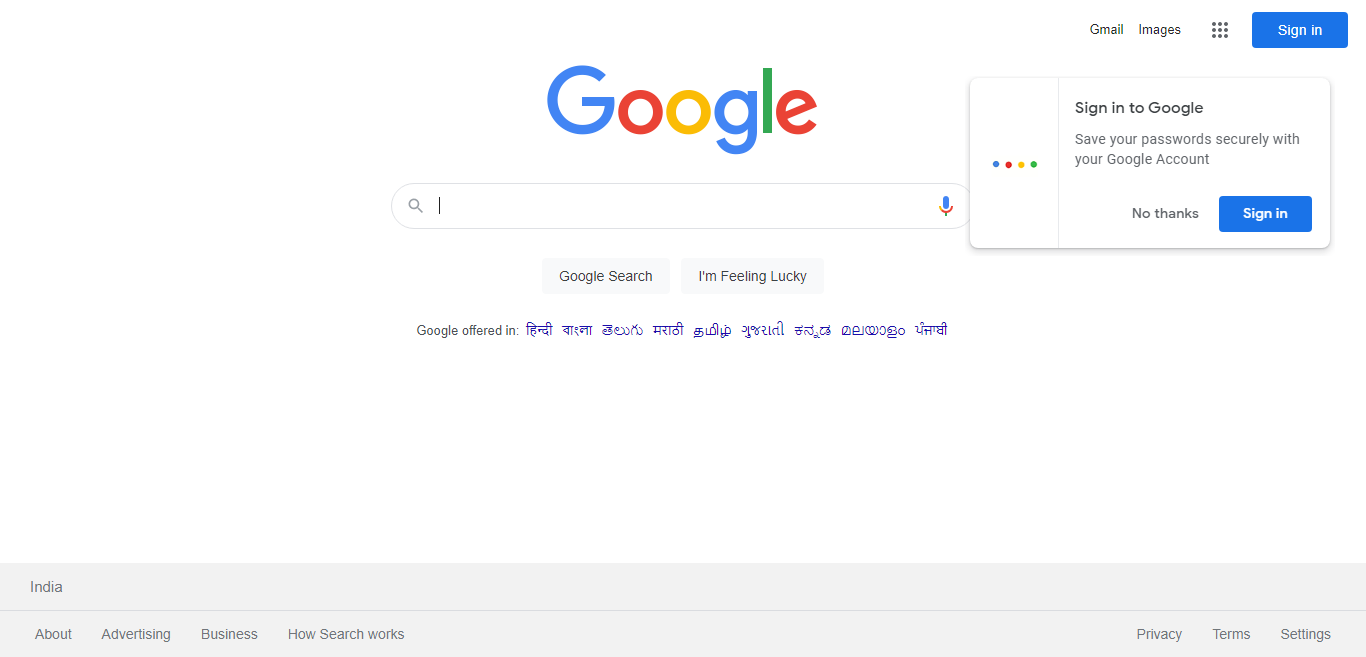 Gmail Images Sign in
Google
Sign in to Google
Save your passwords securely with
your Google Account
No thanks Sign in
Google Search I'm Feeling Lucky
Google offered in: हिन्दी বাংলা తెలుగు मराठी தமிழ் ગુજરાતી ಕನ್ನಡ മലയാളം ਪੰਜਾਬੀ
India
About Advertising Business How Search works Privacy Terms Settings